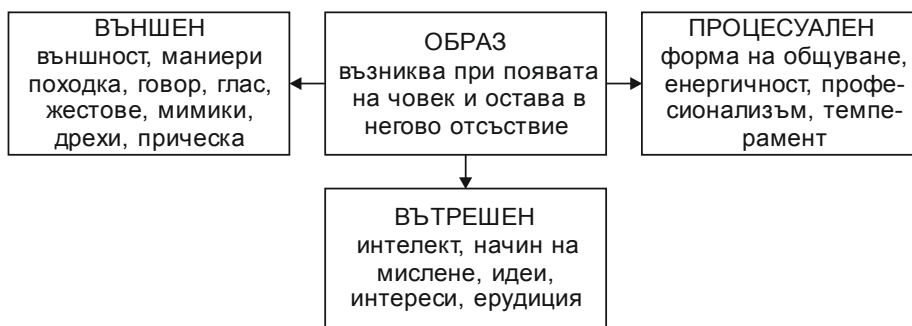 ВЪНШЕН
външност, маниери
походка, говор, глас,
жестове, мимики,
дрехи, прическа
ОБРАЗ
възниква при появата
на човек и остава в
негово отсъствие
ПРОЦЕСУАЛЕН
форма на общуване,
енергичност, профе-
сионализъм, темпе-
рамент
ВЪТРЕШЕН
интелект, начин на
мислене, идеи,
интереси, ерудиция